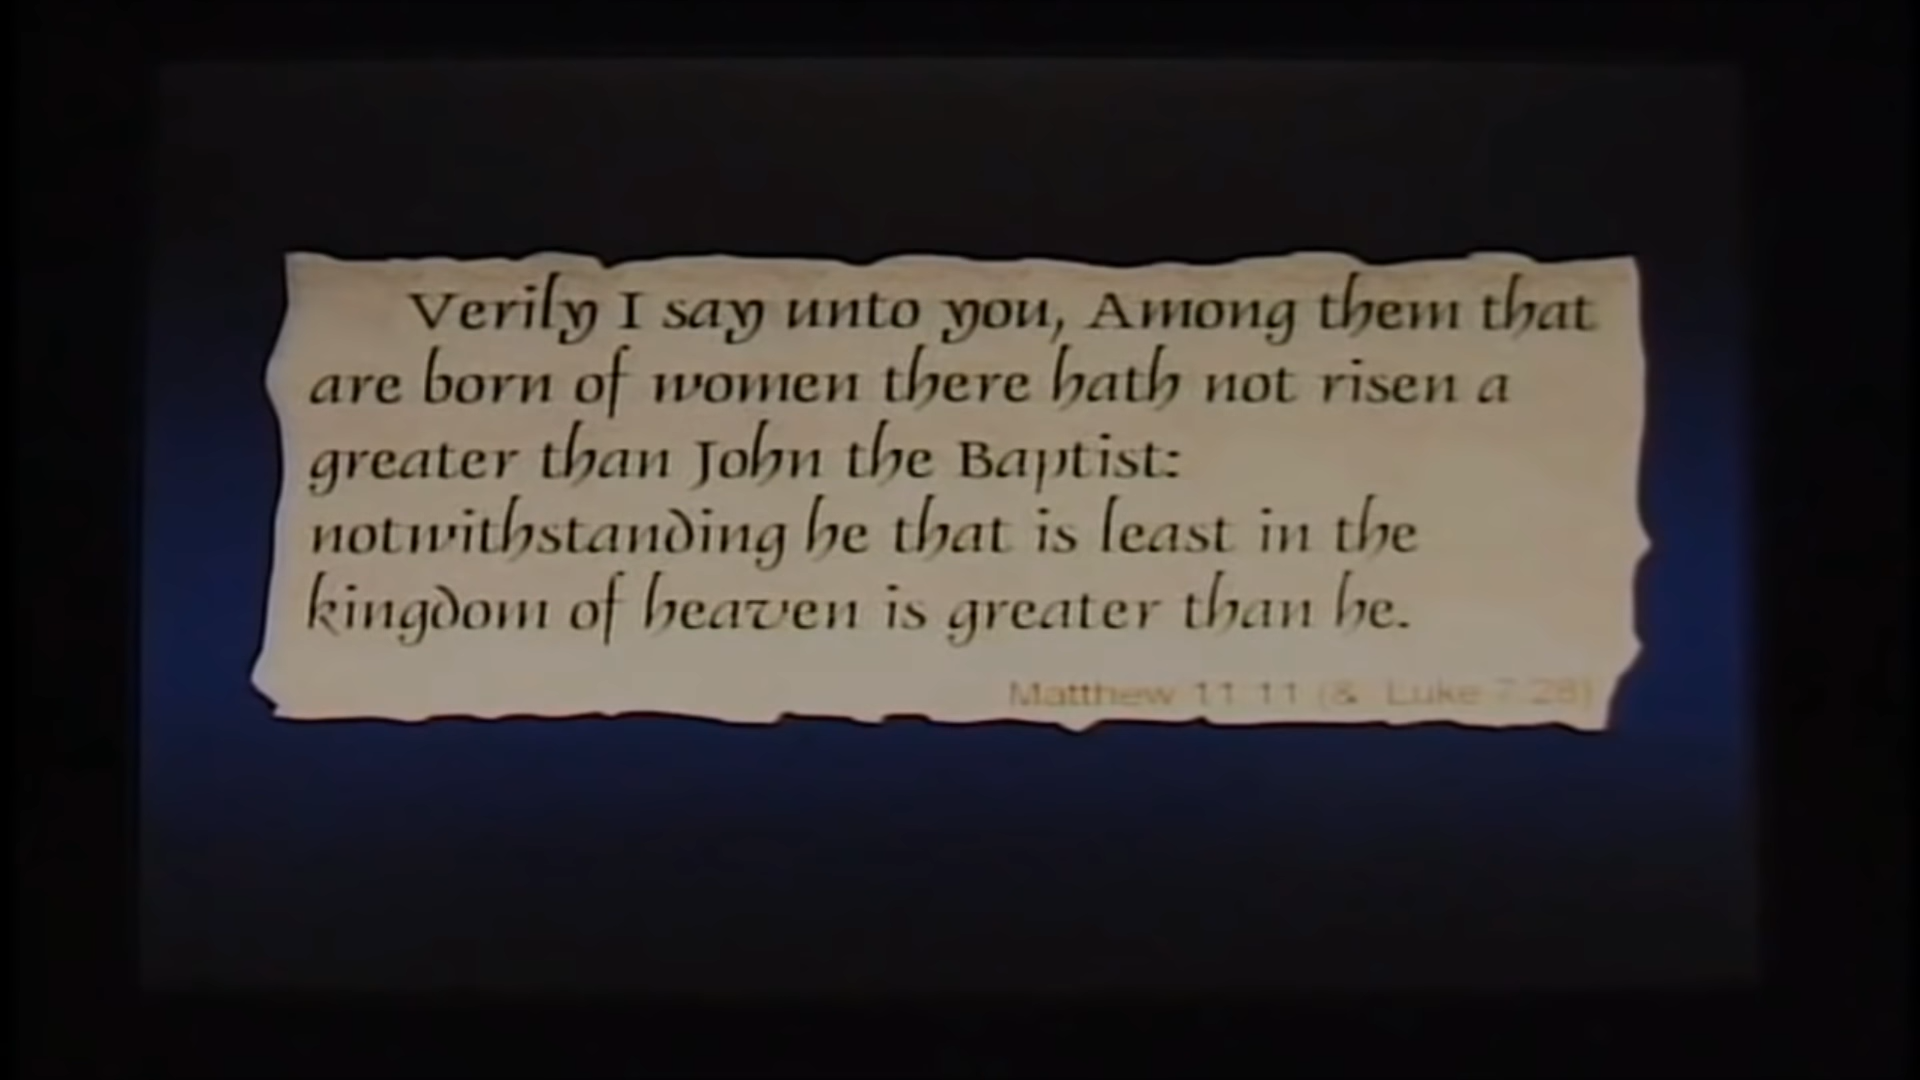 Verily I say unto you, Among them that
are born of women there hath not risen a
greater than John the Baptist:
notwithstanding he that is least in the
kingdom of heaven is greater than he.
Matthew 11:11 (& Luke 7:28)